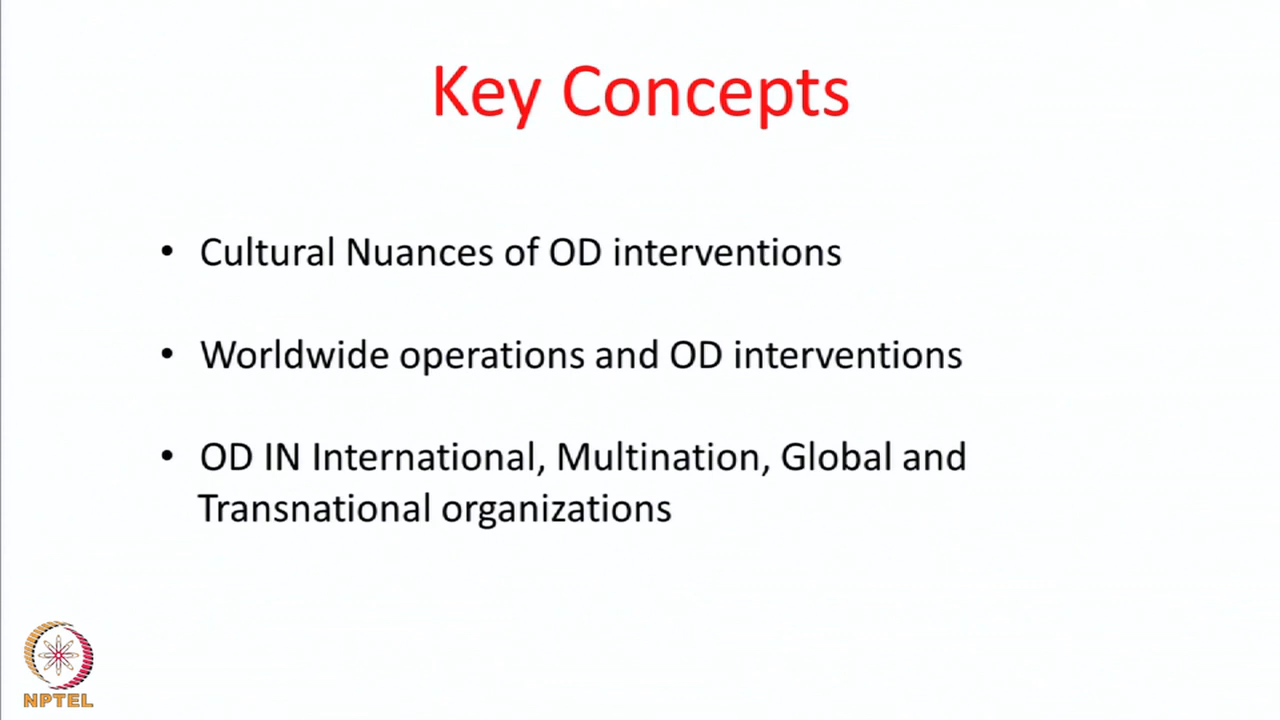 Key Concepts
• Cultural Nuances of OD interventions
• Worldwide operations and OD interventions
• OD IN International, Multination, Global and
Transnational organizations
NPTEL